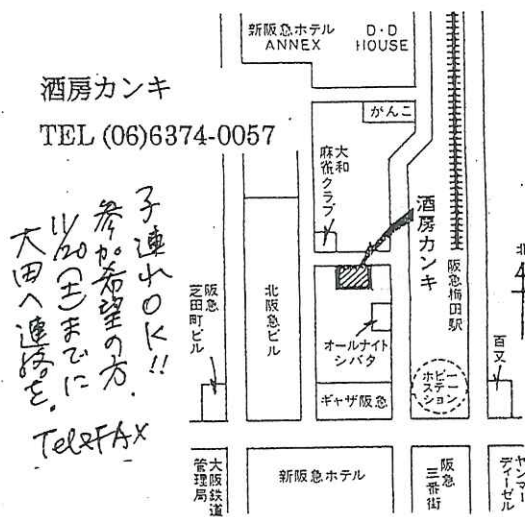 新阪急ホテル
ANNEX
D・D
HOUSE
酒房カンキ
TEL (06)6374-0057
がんこ
大和
麻雀クラブ
酒房カンキ
阪急梅田駅
北
子連れOK!!
参加希望の方、
11/20(土)までに
大田へ連絡を。
Tel&FAX
阪急
芝田町ビル
北阪急ビル
オールナイト
シバタ
ギャザ阪急
ホビー
ステー
ション
百又
大阪鉄道
管理局
新阪急ホテル
阪急
三番街
ヤンマー
ディーゼル